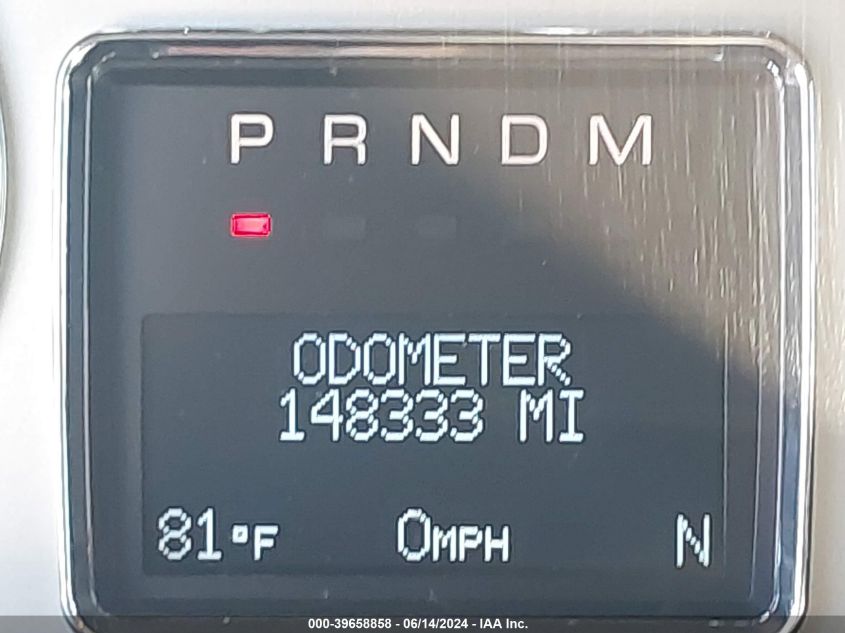 P R N D M
ODOMETER
148333 MI
81°F 0MPH N
000-39658858 - 06/14/2024 - IAA Inc.